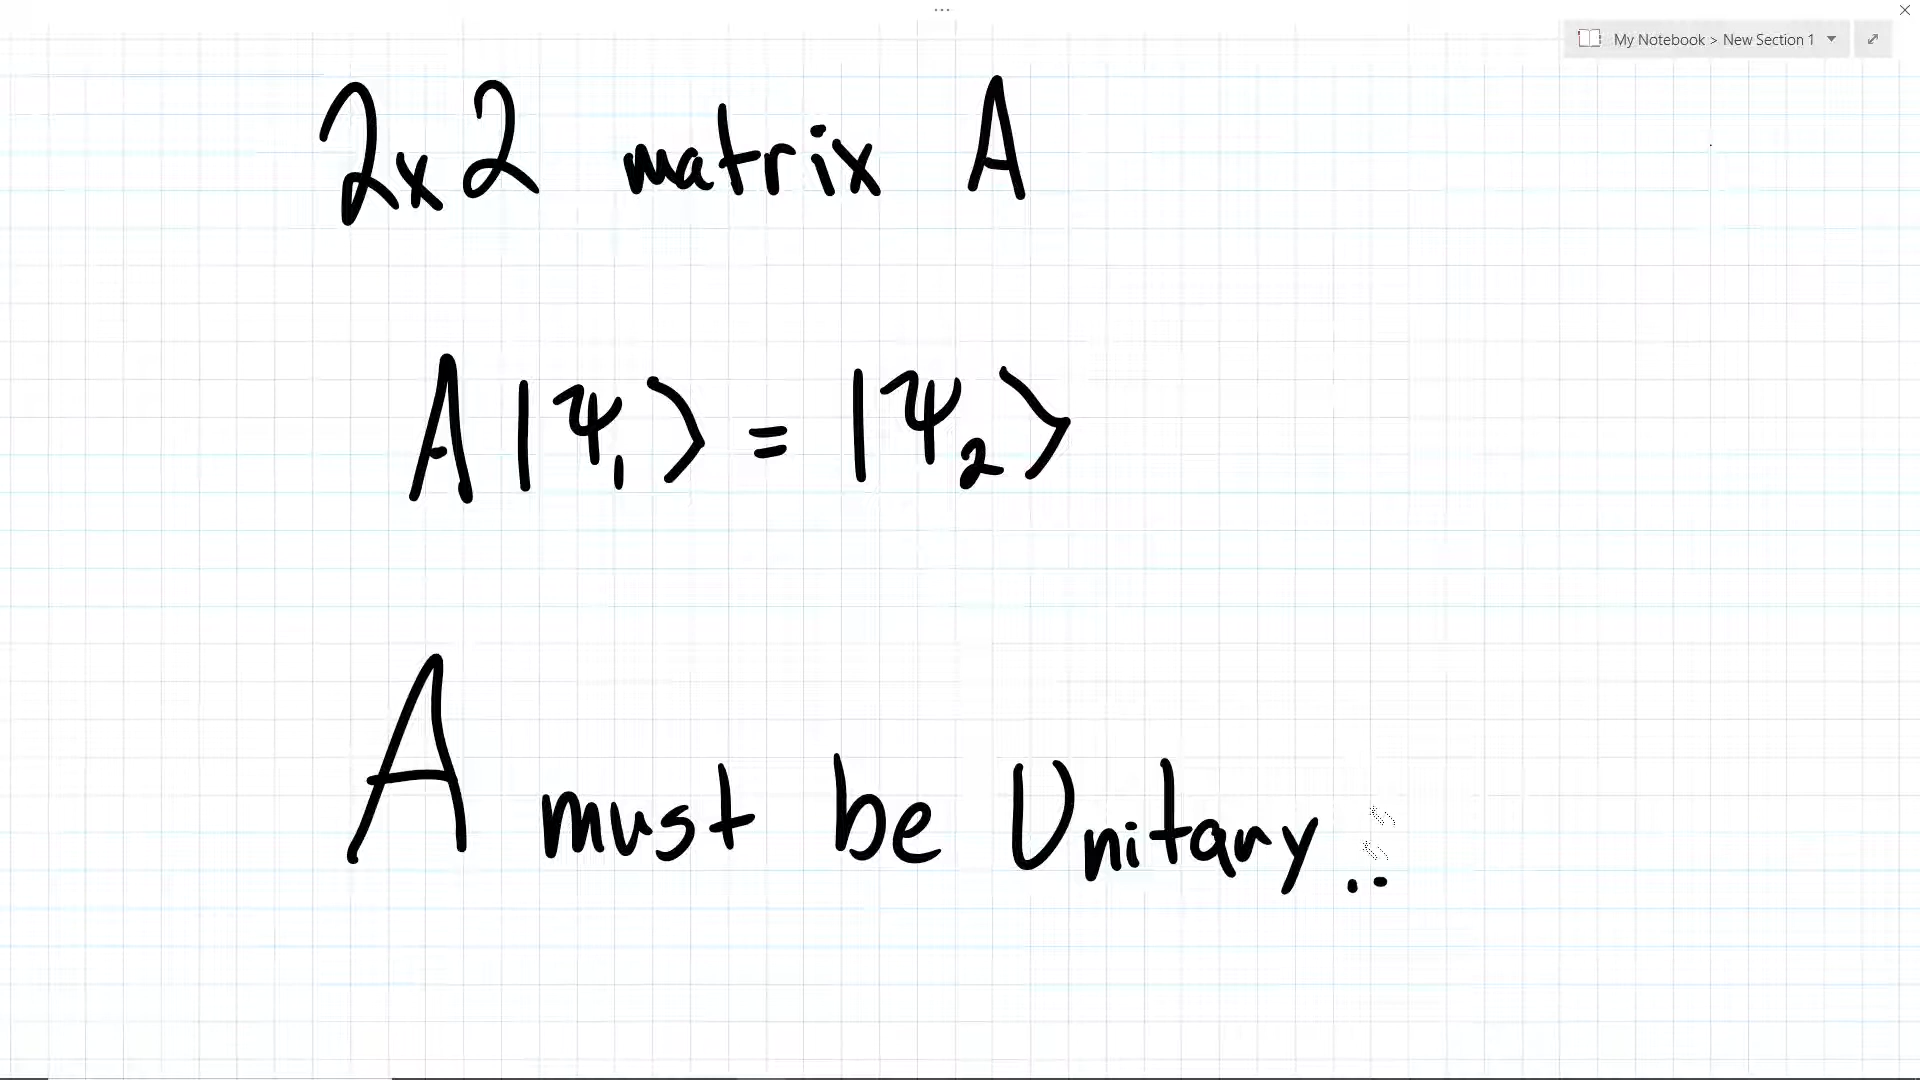 My Notebook > New Section 1
2x2 matrix A
A|Ψ₁⟩ = |Ψ₂⟩
A must be Unitary..